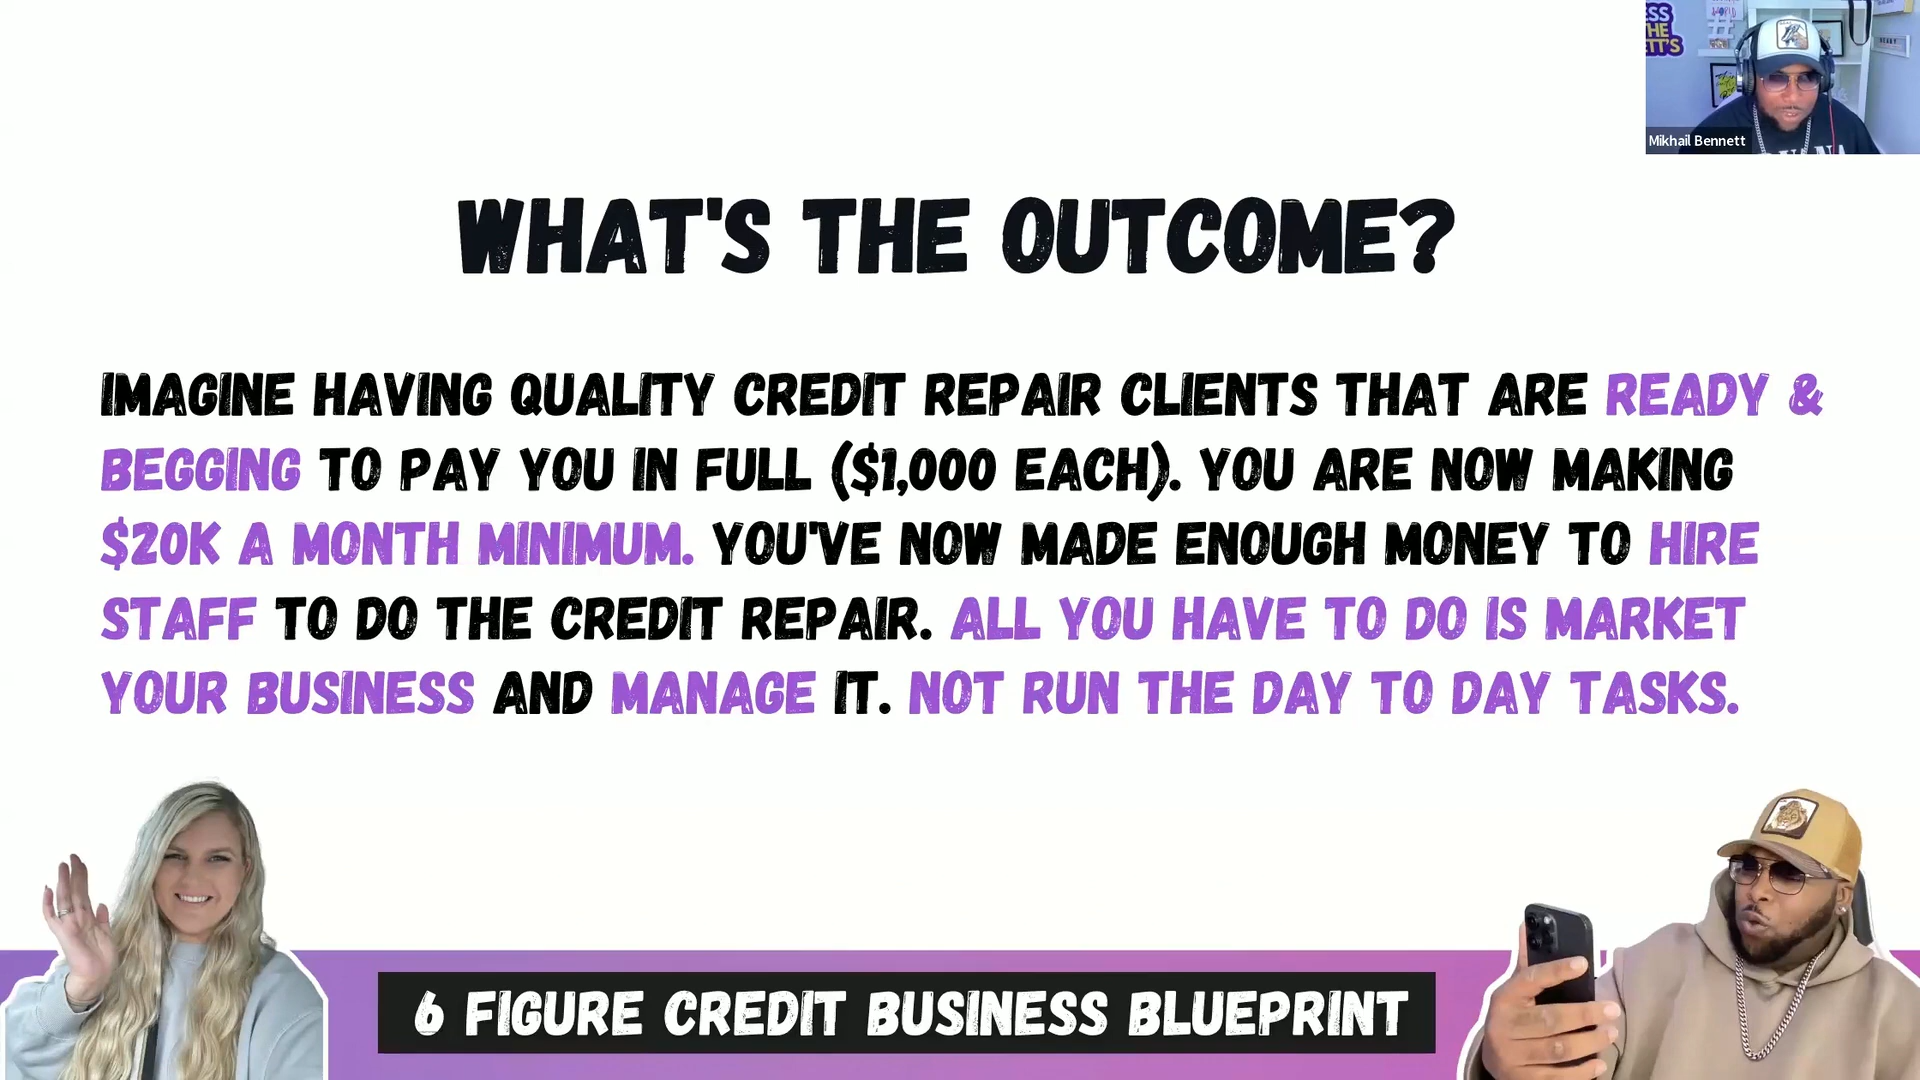 ESS
THE
ETT'S
Mikhail Bennett
WHAT'S THE OUTCOME?
IMAGINE HAVING QUALITY CREDIT REPAIR CLIENTS THAT ARE READY &
BEGGING TO PAY YOU IN FULL ($1,000 EACH). YOU ARE NOW MAKING
$20K A MONTH MINIMUM. YOU'VE NOW MADE ENOUGH MONEY TO HIRE
STAFF TO DO THE CREDIT REPAIR. ALL YOU HAVE TO DO IS MARKET
YOUR BUSINESS AND MANAGE IT. NOT RUN THE DAY TO DAY TASKS.
6 FIGURE CREDIT BUSINESS BLUEPRINT